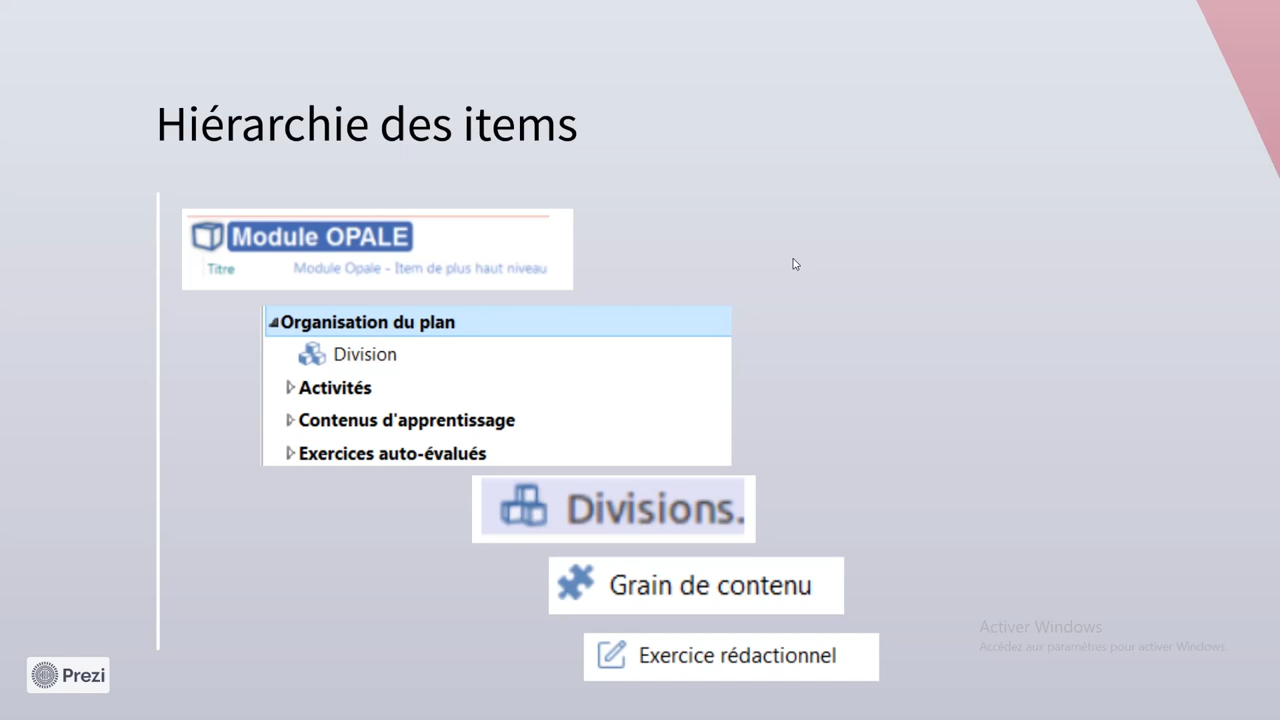 Hiérarchie des items
Module OPALE
Titre Module Opale - Item de plus haut niveau
Organisation du plan
Division
Activités
Contenus d'apprentissage
Exercices auto-évalués
Divisions.
Grain de contenu
Exercice rédactionnel
Activer Windows
Accédez aux paramètres pour activer Windows.
Prezi